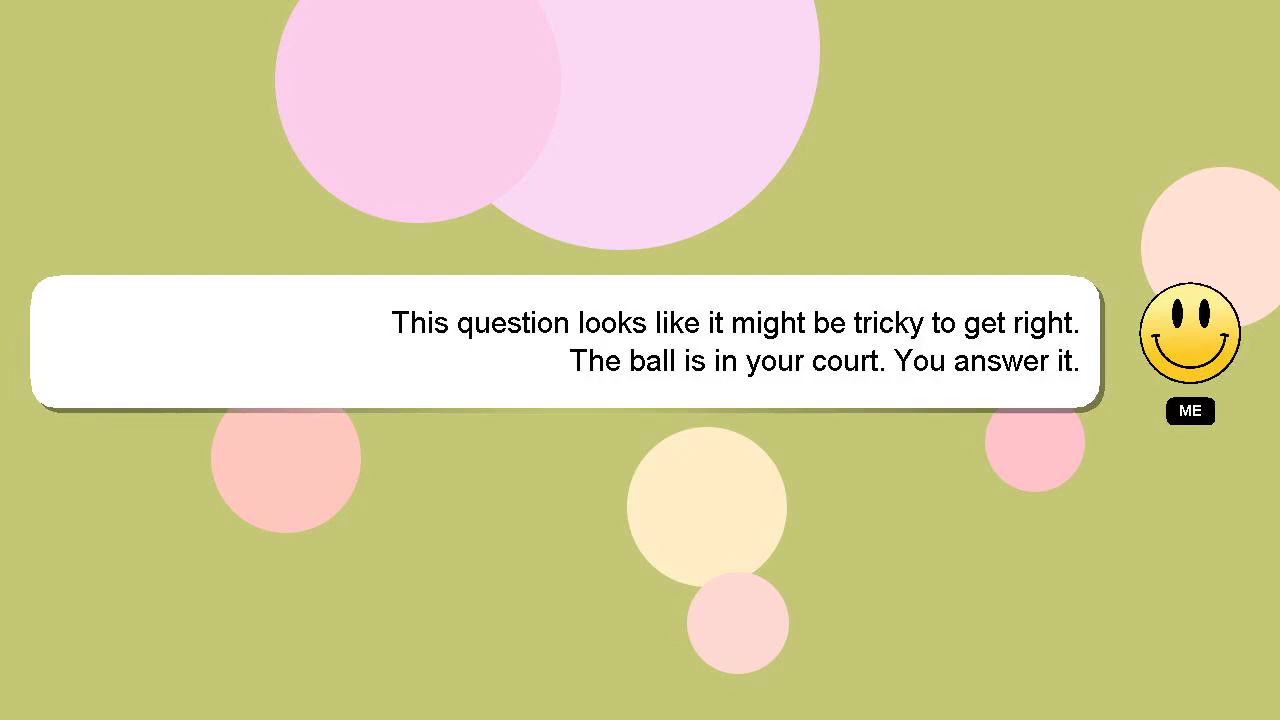 This question looks like it might be tricky to get right.
The ball is in your court. You answer it.
ME